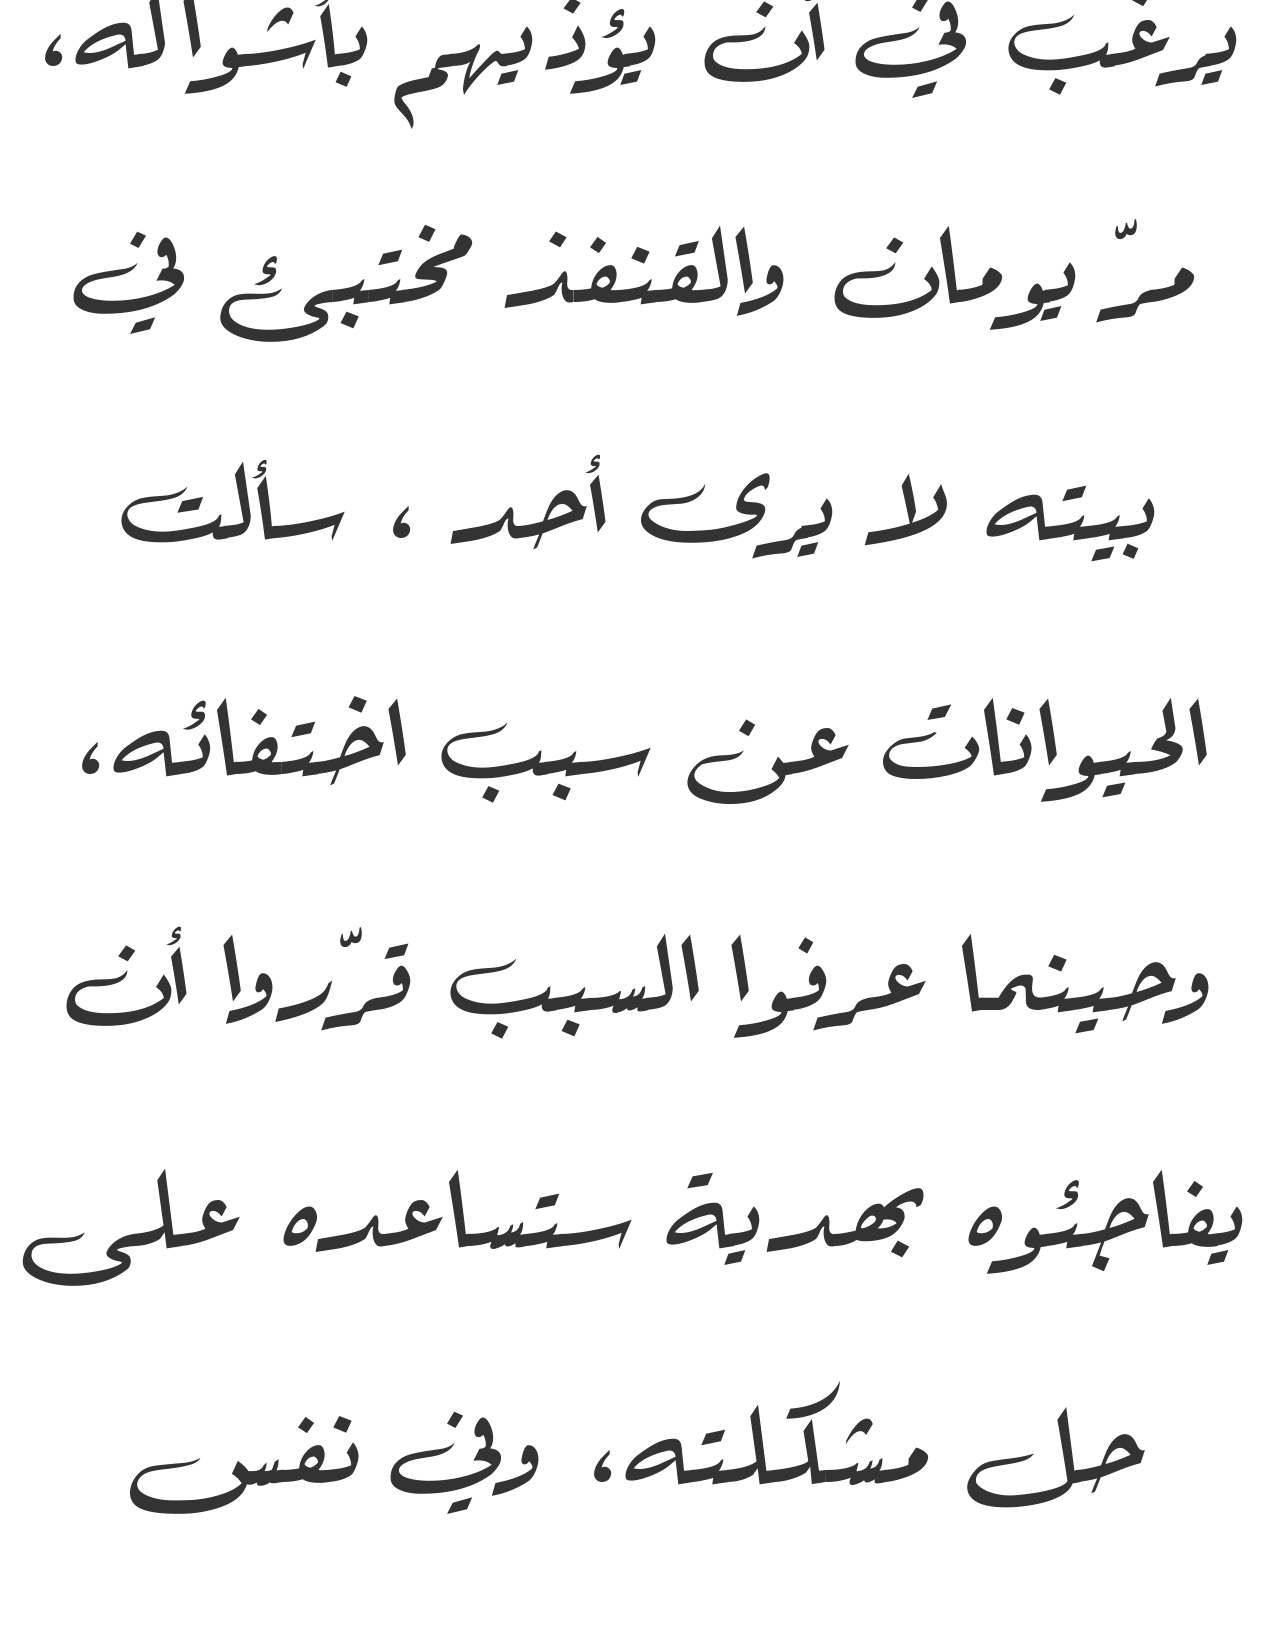 يرغب في أن يؤذيهم بأشواكه،
مرّ يومان والقنفذ مختبئ في
بيته لا يرى أحد ، سألت
الحيوانات عن سبب اختفائه،
وحينما عرفوا السبب قرّروا أن
يفاجئوه بهدية ستساعده على
حل مشكلته، وفي نفس